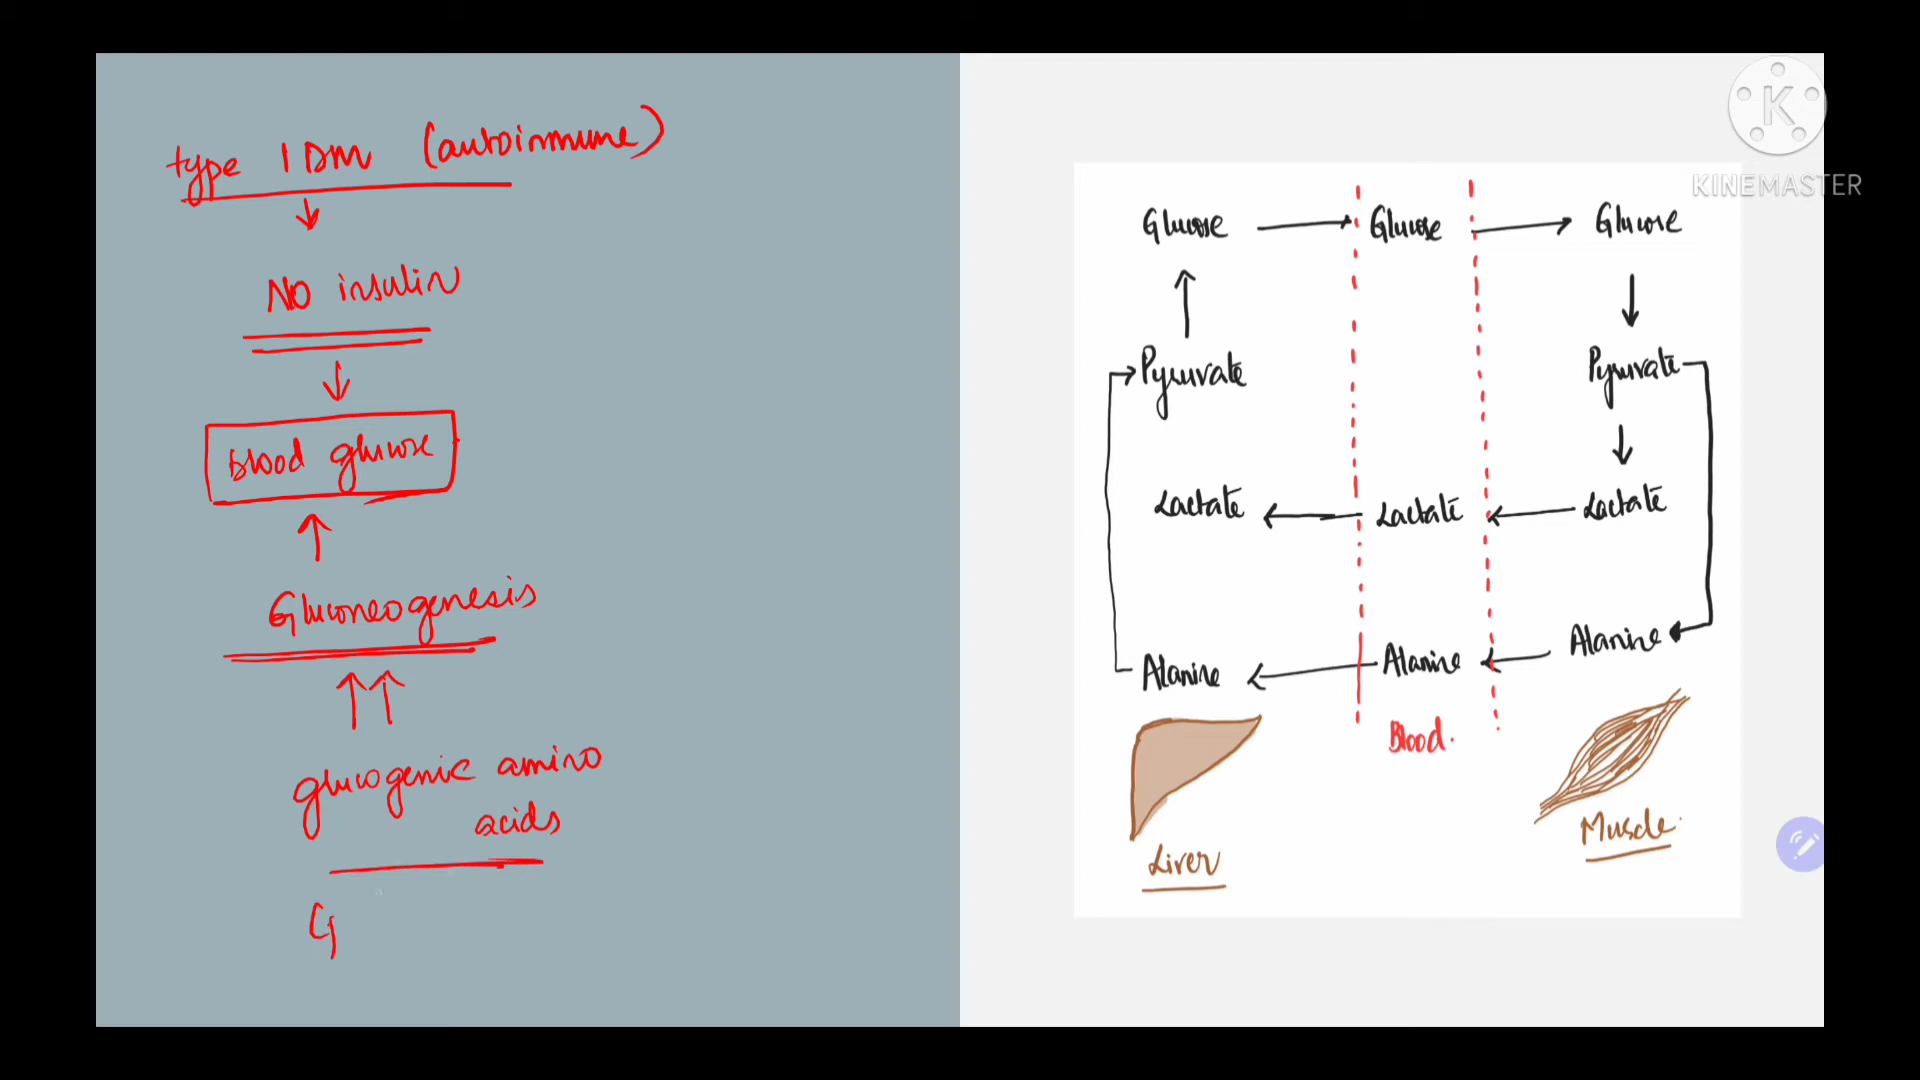 type 1 DM (autoimmune)
No insulin
Blood glucose
Gluconeogenesis
glucogenic amino
acids
G
K
KINEMASTER
Glucose Glucose Glucose
Pyruvate Pyruvate
Lactate Lactate Lactate
Alanine Alanine Alanine
Blood.
Liver
Muscle.